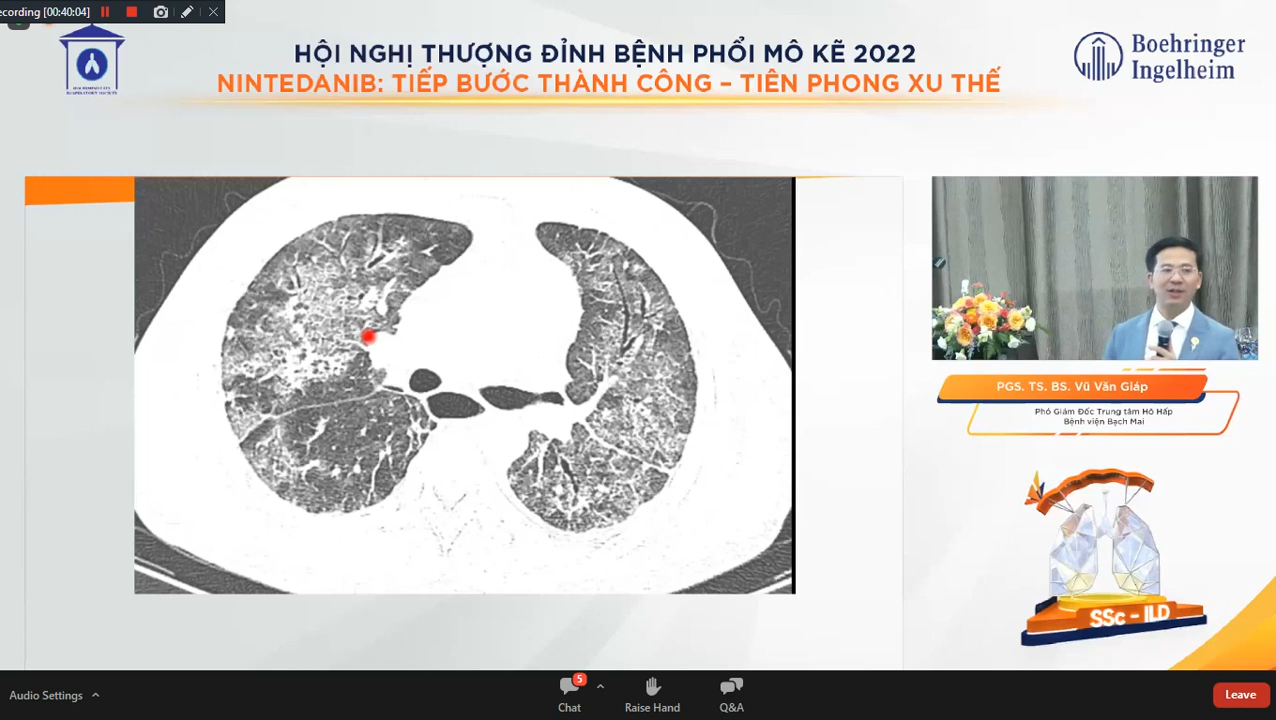 ecording [00:40:04]
HỘI NGHỊ THƯỢNG ĐỈNH BỆNH PHỔI MÔ KẼ 2022
NINTEDANIB: TIẾP BƯỚC THÀNH CÔNG – TIÊN PHONG XU THẾ
Boehringer
Ingelheim
PGS. TS. BS. Vũ Văn Giáp
Phó Giám Đốc Trung tâm Hô Hấp
Bệnh viện Bạch Mai
SSc - ILD
Audio Settings
5
Chat
Raise Hand
Q&A
Leave